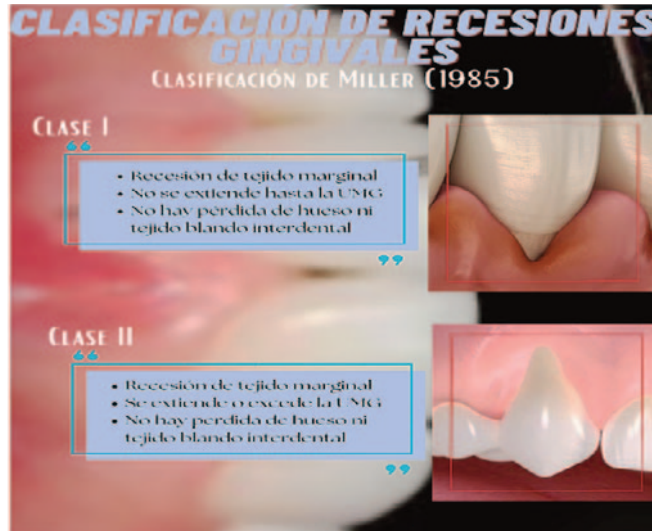 CLASIFICACIÓN DE RECESIONES
GINGIVALES
CLASIFICACIÓN DE MILLER (1985)
CLASE I
“
• Recesión de tejido marginal
• No se extiende hasta la UMG
• No hay pérdida de hueso ni
tejido blando interdental
”
CLASE II
“
• Recesión de tejido marginal
• Se extiende o excede la UMG
• No hay perdida de hueso ni
tejido blando interdental
”